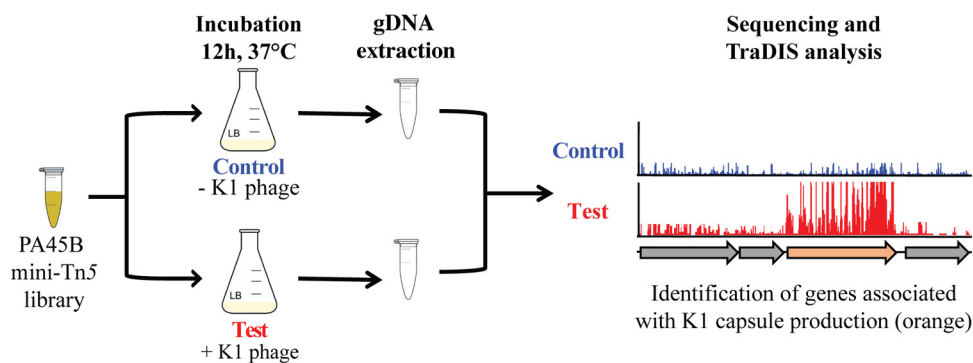 Incubation
12h, 37°C
gDNA
extraction
Sequencing and
TraDIS analysis
LB
Control
- K1 phage
PA45B
mini-Tn5
library
LB
Test
+ K1 phage
Control
Test
Identification of genes associated
with K1 capsule production (orange)